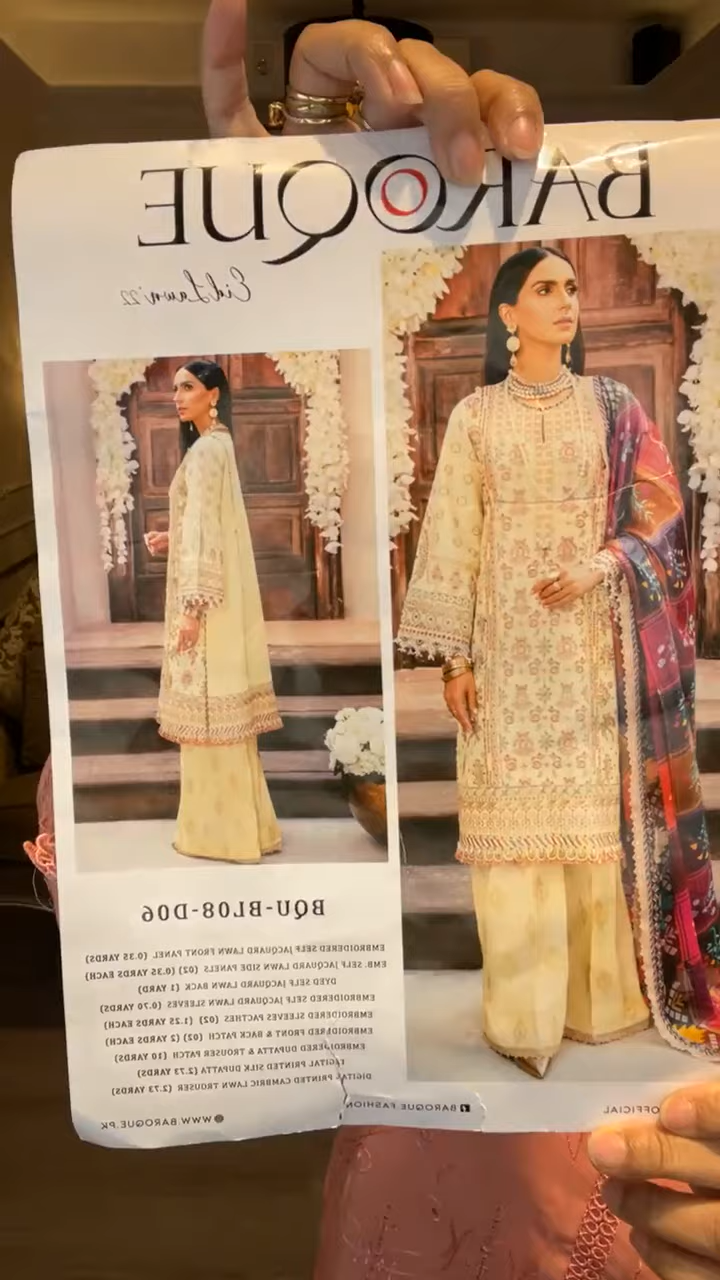 BAROQUE
Eid Lawn '22
BQU-BL08-D06
EMBROIDERED SELF JACQUARD LAWN FRONT PANEL (0.35 YARDS)
EMB. SELF JACQUARD LAWN SIDE PANELS (02) (0.35 YARDS EACH)
DYED SELF JACQUARD LAWN BACK (1 YARD)
EMBROIDERED SELF JACQUARD LAWN SLEEVES (0.70 YARDS)
EMBROIDERED SLEEVES PACTHES (02) (1.25 YARDS EACH)
EMBROIDERED FRONT & BACK PATCH (02) (2 YARDS EACH)
EMBROIDERED DUPATTA & TROUSER PATCH (10 YARDS)
DIGITAL PRINTED SILK DUPATTA (2.73 YARDS)
DIGITAL PRINTED CAMBRIC LAWN TROUSER (2.73 YARDS)
WWW.BAROQUE.PK
BAROQUE FASHION
OFFICIAL